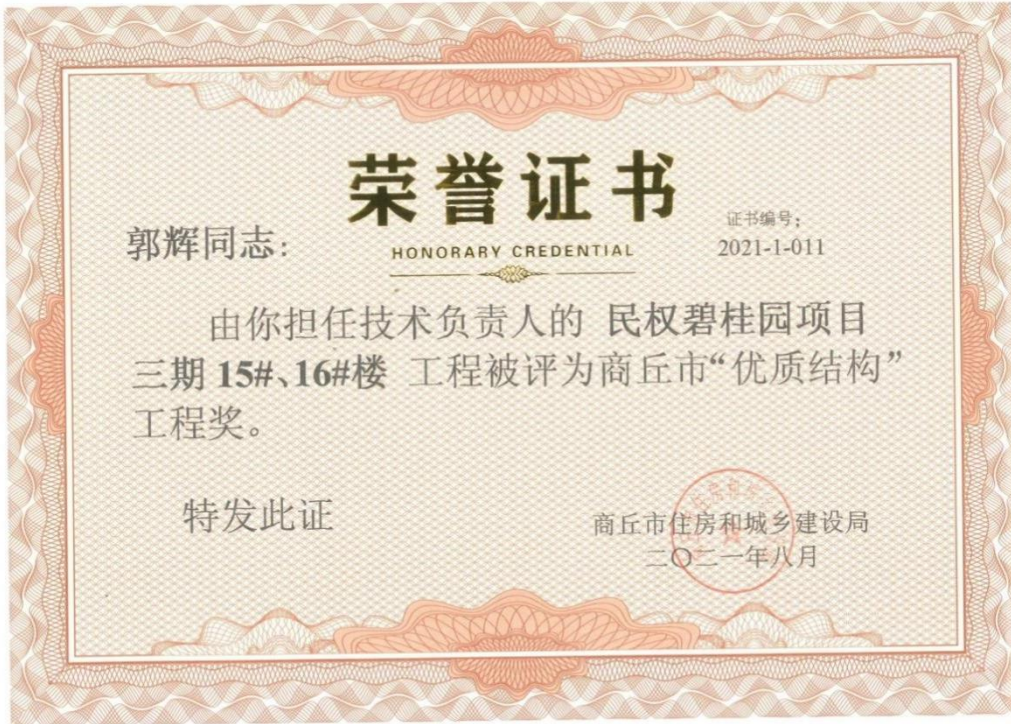 荣誉证书
HONORARY CREDENTIAL
证书编号：
2021-1-011
郭辉同志：
由你担任技术负责人的 民权碧桂园项目
三期 15#、16#楼 工程被评为商丘市“优质结构”
工程奖。
特发此证
商丘市住房和城乡建设局
二〇二一年八月